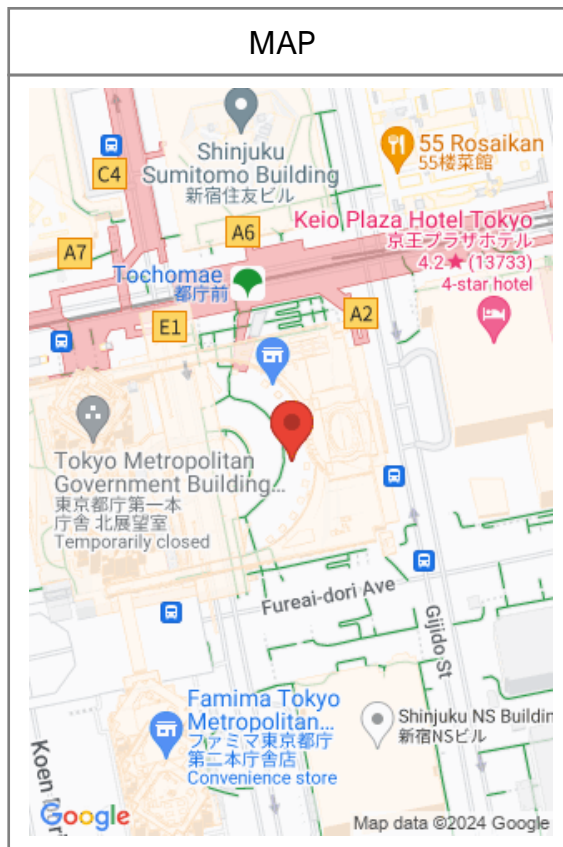 MAP
Shinjuku
Sumitomo Building
新宿住友ビル
55 Rosaikan
55楼菜館
C4
Keio Plaza Hotel Tokyo
京王プラザホテル
4.2★(13733)
4-star hotel
A6
A7
Tochomae
都庁前
E1
A2
Tokyo Metropolitan
Government Building...
東京都庁第一本
庁舎 北展望室
Temporarily closed
Fureai-dori Ave
Gijido St
Famima Tokyo
Metropolitan...
ファミマ東京都庁
第二本庁舎店
Convenience store
Shinjuku NS Buildin
新宿NSビル
Koen
Google
Map data ©2024 Google